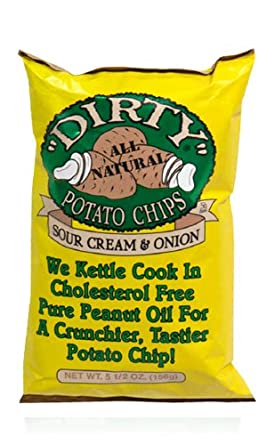 "DIRTY"
ALL
NATURAL
POTATO CHIPS
SOUR CREAM & ONION
We Kettle Cook In
Cholesterol Free
Pure Peanut Oil For
A Crunchier, Tastier
Potato Chip!
NET WT. 5 1/2 OZ. (156g)